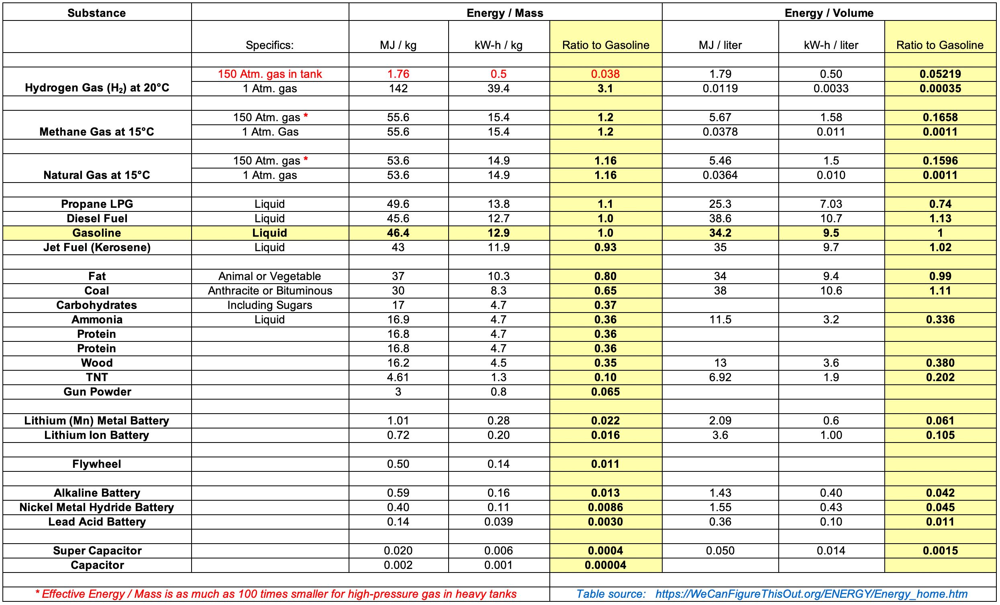 Substance Energy / Mass Energy / Volume
Specifics: MJ / kg kW-h / kg Ratio to Gasoline MJ / liter kW-h / liter Ratio to Gasoline
150 Atm. gas in tank 1.76 0.5 0.038 1.79 0.50 0.05219
Hydrogen Gas (H₂) at 20°C 1 Atm. gas 142 39.4 3.1 0.0119 0.0033 0.00035
150 Atm. gas * 55.6 15.4 1.2 5.67 1.58 0.1658
Methane Gas at 15°C 1 Atm. Gas 55.6 15.4 1.2 0.0378 0.011 0.0011
150 Atm. gas * 53.6 14.9 1.16 5.46 1.5 0.1596
Natural Gas at 15°C 1 Atm. gas 53.6 14.9 1.16 0.0364 0.010 0.0011
Propane LPG Liquid 49.6 13.8 1.1 25.3 7.03 0.74
Diesel Fuel Liquid 45.6 12.7 1.0 38.6 10.7 1.13
Gasoline Liquid 46.4 12.9 1.0 34.2 9.5 1
Jet Fuel (Kerosene) Liquid 43 11.9 0.93 35 9.7 1.02
Fat Animal or Vegetable 37 10.3 0.80 34 9.4 0.99
Coal Anthracite or Bituminous 30 8.3 0.65 38 10.6 1.11
Carbohydrates Including Sugars 17 4.7 0.37
Ammonia Liquid 16.9 4.7 0.36 11.5 3.2 0.336
Protein 16.8 4.7 0.36
Protein 16.8 4.7 0.36
Wood 16.2 4.5 0.35 13 3.6 0.380
TNT 4.61 1.3 0.10 6.92 1.9 0.202
Gun Powder 3 0.8 0.065
Lithium (Mn) Metal Battery 1.01 0.28 0.022 2.09 0.6 0.061
Lithium Ion Battery 0.72 0.20 0.016 3.6 1.00 0.105
Flywheel 0.50 0.14 0.011
Alkaline Battery 0.59 0.16 0.013 1.43 0.40 0.042
Nickel Metal Hydride Battery 0.40 0.11 0.0086 1.55 0.43 0.045
Lead Acid Battery 0.14 0.039 0.0030 0.36 0.10 0.011
Super Capacitor 0.020 0.006 0.0004 0.050 0.014 0.0015
Capacitor 0.002 0.001 0.00004
* Effective Energy / Mass is as much as 100 times smaller for high-pressure gas in heavy tanks Table source: https://WeCanFigureThisOut.org/ENERGY/Energy_home.htm